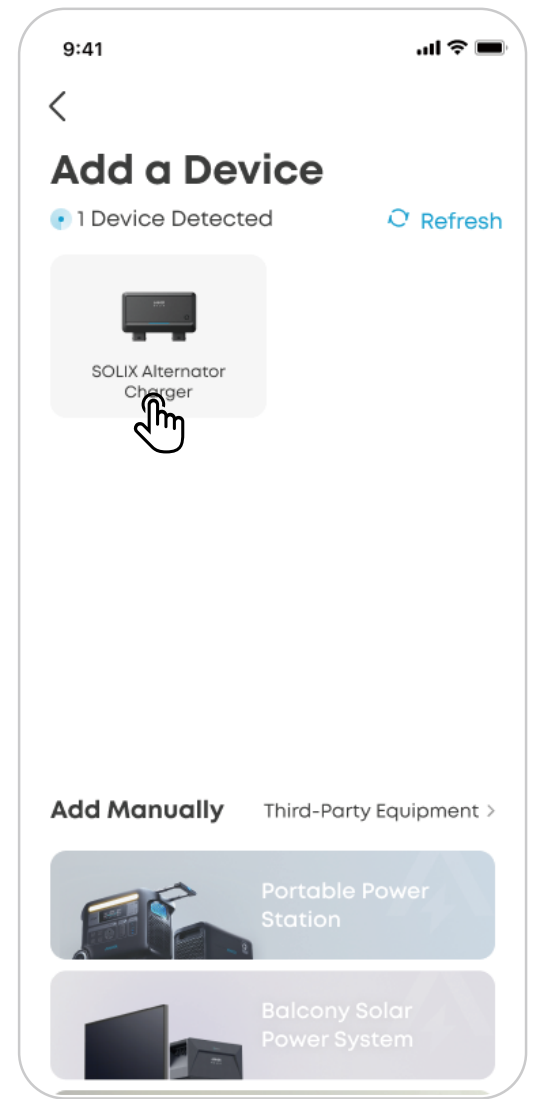 9:41
Add a Device
1 Device Detected
Refresh
SOLIX Alternator
Charger
Add Manually
Third-Party Equipment >
Portable Power
Station
Balcony Solar
Power System